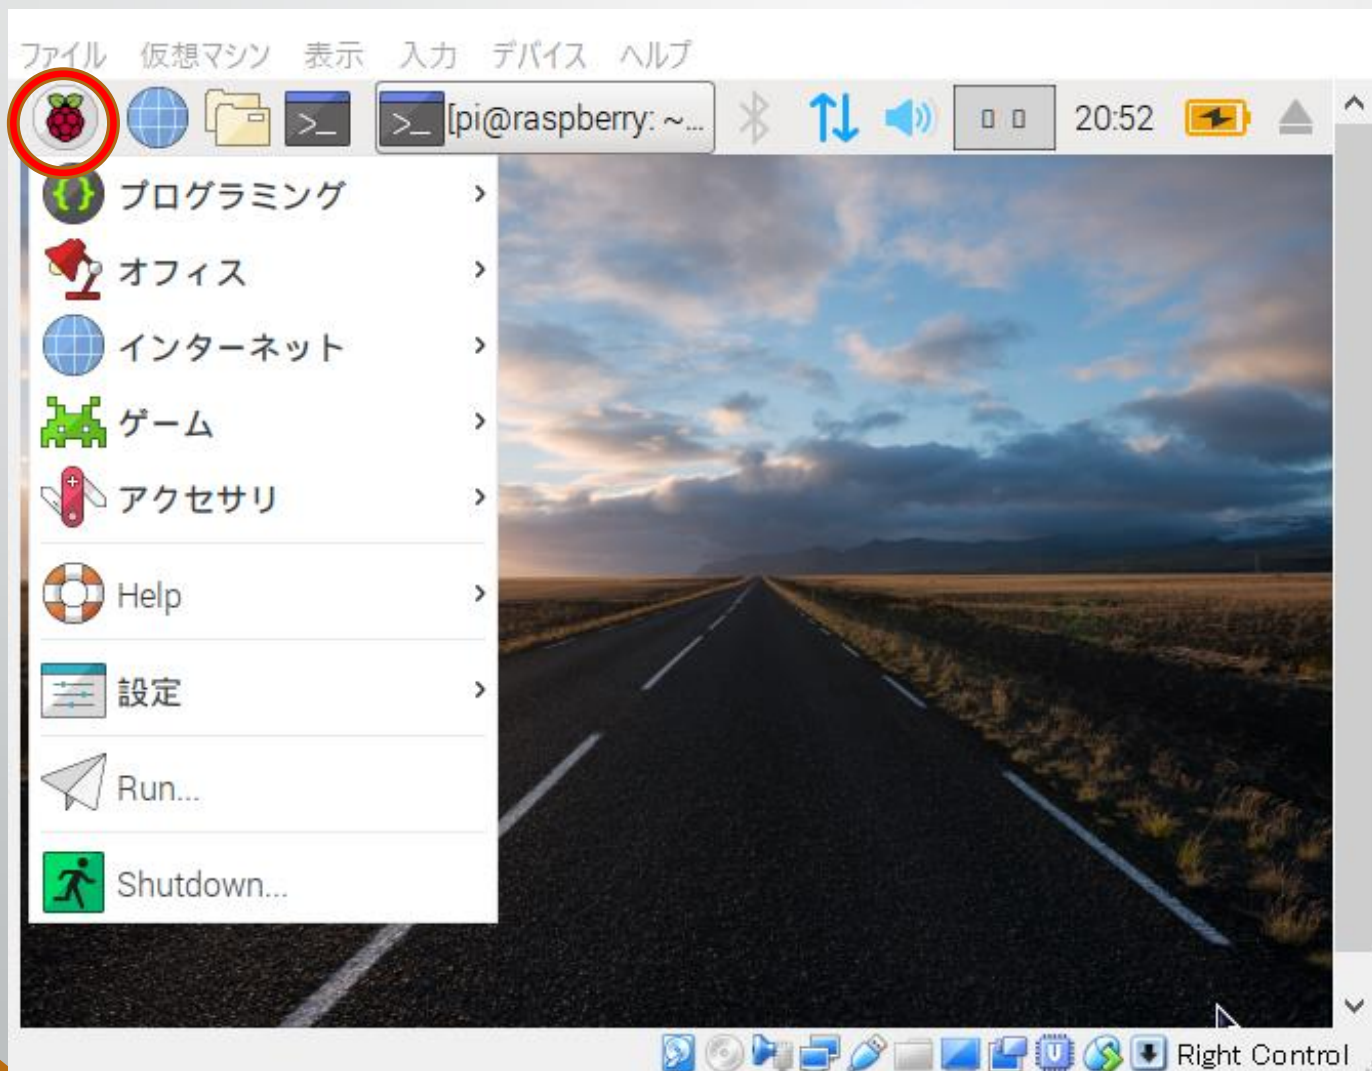 ファイル 仮想マシン 表示 入力 デバイス ヘルプ
[pi@raspberry: ~... 20:52
プログラミング
オフィス
インターネット
ゲーム
アクセサリ
Help
設定
Run...
Shutdown...
Right Control